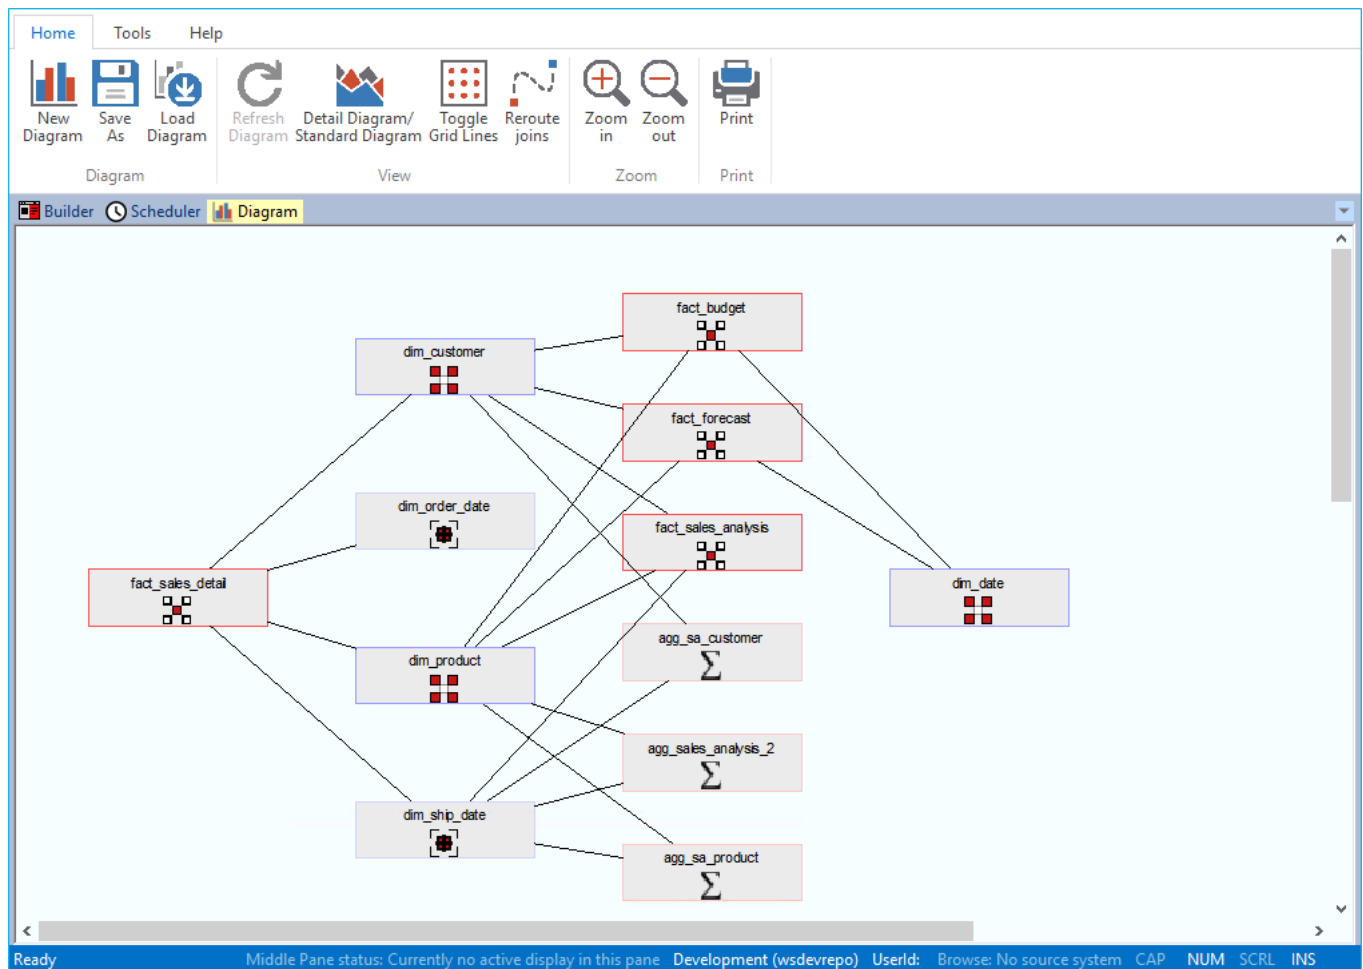 Home Tools Help
New Diagram
Save As
Load Diagram
Refresh Diagram
Detail Diagram/ Standard Diagram
Toggle Grid Lines
Reroute joins
Zoom in
Zoom out
Print
Diagram View Zoom Print
Builder Scheduler Diagram
fact_budget
dim_customer
fact_forecast
dim_order_date
fact_sales_analysis
fact_sales_detail
dim_date
agg_sa_customer
dim_product
agg_sales_analysis_2
dim_ship_date
agg_sa_product
Ready Middle Pane status: Currently no active display in this pane Development (wsdevrepo) UserId: Browse: No source system CAP NUM SCRL INS